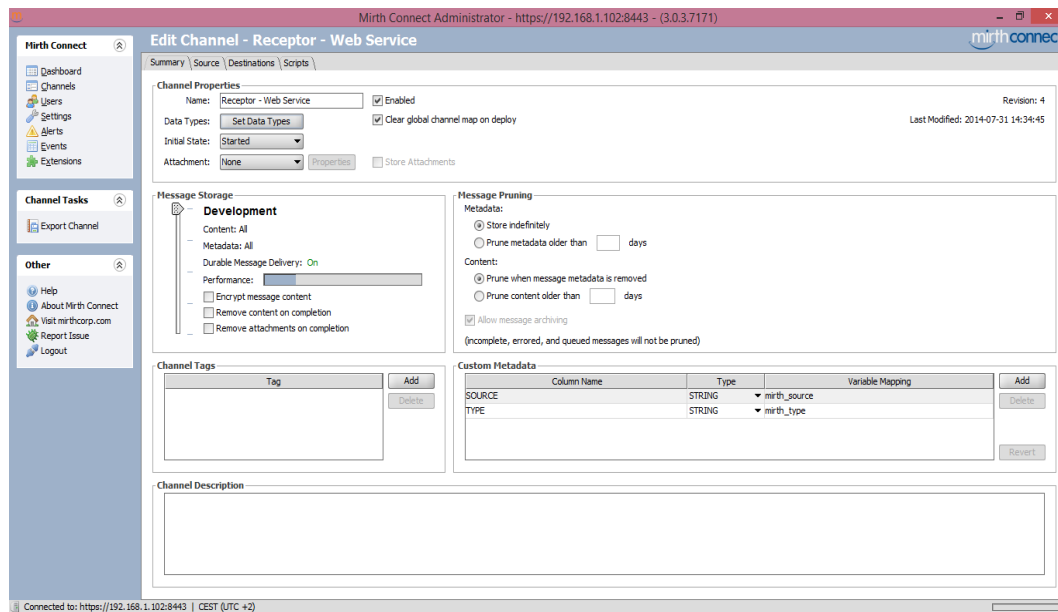 Mirth Connect Administrator - https://192.168.1.102:8443 - (3.0.3.7171)
Mirth Connect
Dashboard
Channels
Users
Settings
Alerts
Events
Extensions
Channel Tasks
Export Channel
Other
Help
About Mirth Connect
Visit mirthcorp.com
Report Issue
Logout
Edit Channel - Receptor - Web Service
mirth connec
Summary Source Destinations Scripts
Channel Properties
Name: Receptor - Web Service Enabled Revision: 4
Data Types: Set Data Types Clear global channel map on deploy Last Modified: 2014-07-31 14:34:45
Initial State: Started
Attachment: None Properties Store Attachments
Message Storage
Development
Content: All
Metadata: All
Durable Message Delivery: On
Performance:
Encrypt message content
Remove content on completion
Remove attachments on completion
Message Pruning
Metadata:
Store indefinitely
Prune metadata older than days
Content:
Prune when message metadata is removed
Prune content older than days
Allow message archiving
(incomplete, errored, and queued messages will not be pruned)
Channel Tags
Tag Add
Delete
Custom Metadata
Column Name Type Variable Mapping Add
SOURCE STRING mirth_source Delete
TYPE STRING mirth_type
Revert
Channel Description
Connected to: https://192.168.1.102:8443 | CEST (UTC +2)